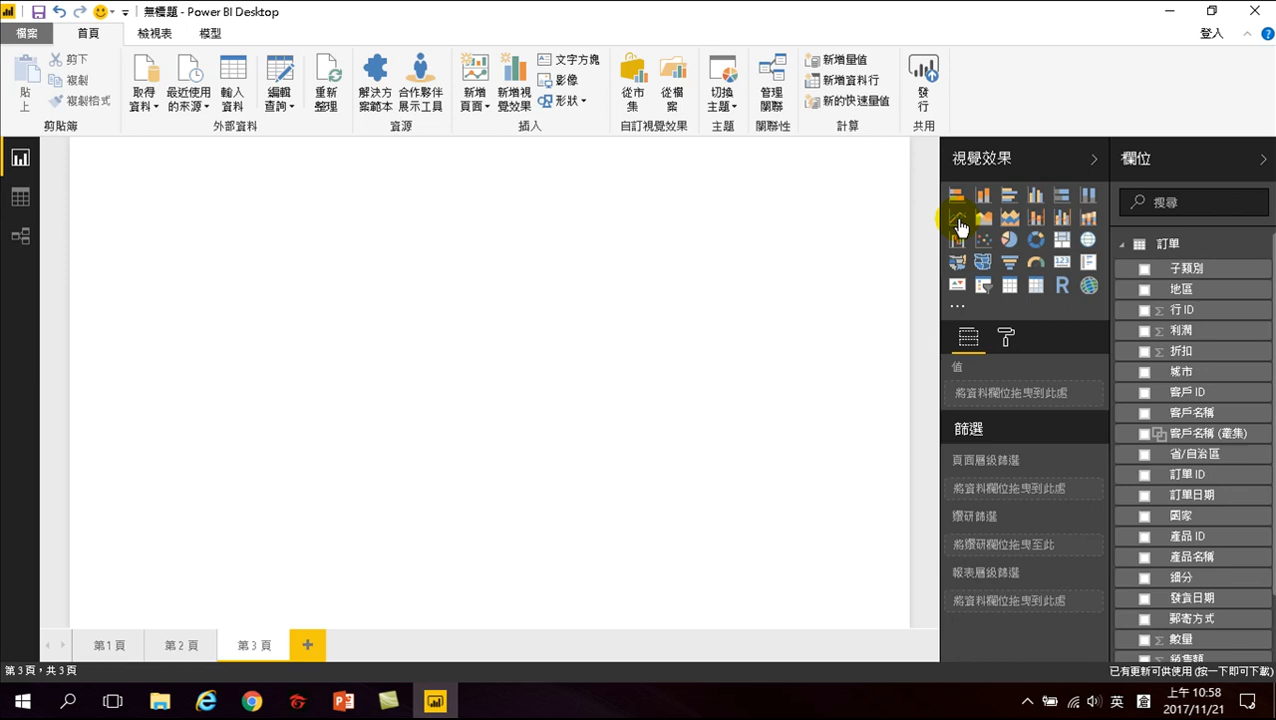 無標題 - Power BI Desktop
檔案 首頁 檢視表 模型 登入
貼上 剪下 複製 複製格式 剪貼簿
取得資料 最近使用的來源 輸入資料 編輯查詢 重新整理 外部資料
解決方案範本 合作夥伴展示工具 資源
新增頁面 新增視覺效果 文字方塊 影像 形狀 插入
從市集 從檔案 自訂視覺效果
切換主題 主題
管理關聯 關聯性
新增量值 新增資料行 新的快速量值 計算
發行 共用
視覺效果
值
將資料欄位拖曳到此處
篩選
頁面層級篩選
將資料欄位拖曳到此處
鑽研篩選
將鑽研欄位拖曳至此
報表層級篩選
將資料欄位拖曳到此處
欄位
搜尋
訂單
子類別
地區
行 ID
利潤
折扣
城市
客戶 ID
客戶名稱
客戶名稱 (叢集)
省/自治區
訂單 ID
訂單日期
國家
產品 ID
產品名稱
細分
發貨日期
郵寄方式
數量
銷售額
第 1 頁 第 2 頁 第 3 頁
第 3 頁，共 3 頁
已有更新可供使用 (按一下即可下載)
英 倉 上午 10:58
2017/11/21